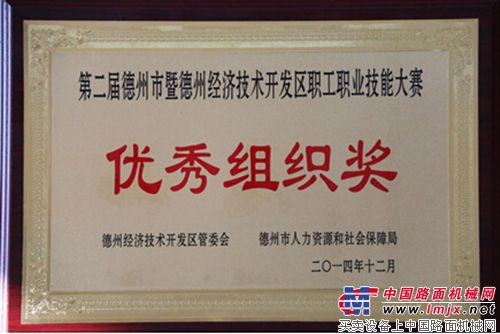 第二届德州市暨德州经济技术开发区职工职业技能大赛
优秀组织奖
德州经济技术开发区管委会 德州市人力资源和社会保障局
二〇一四年十二月
中国路面机械网
www.lmjx.net
买卖设备上中国路面机械网